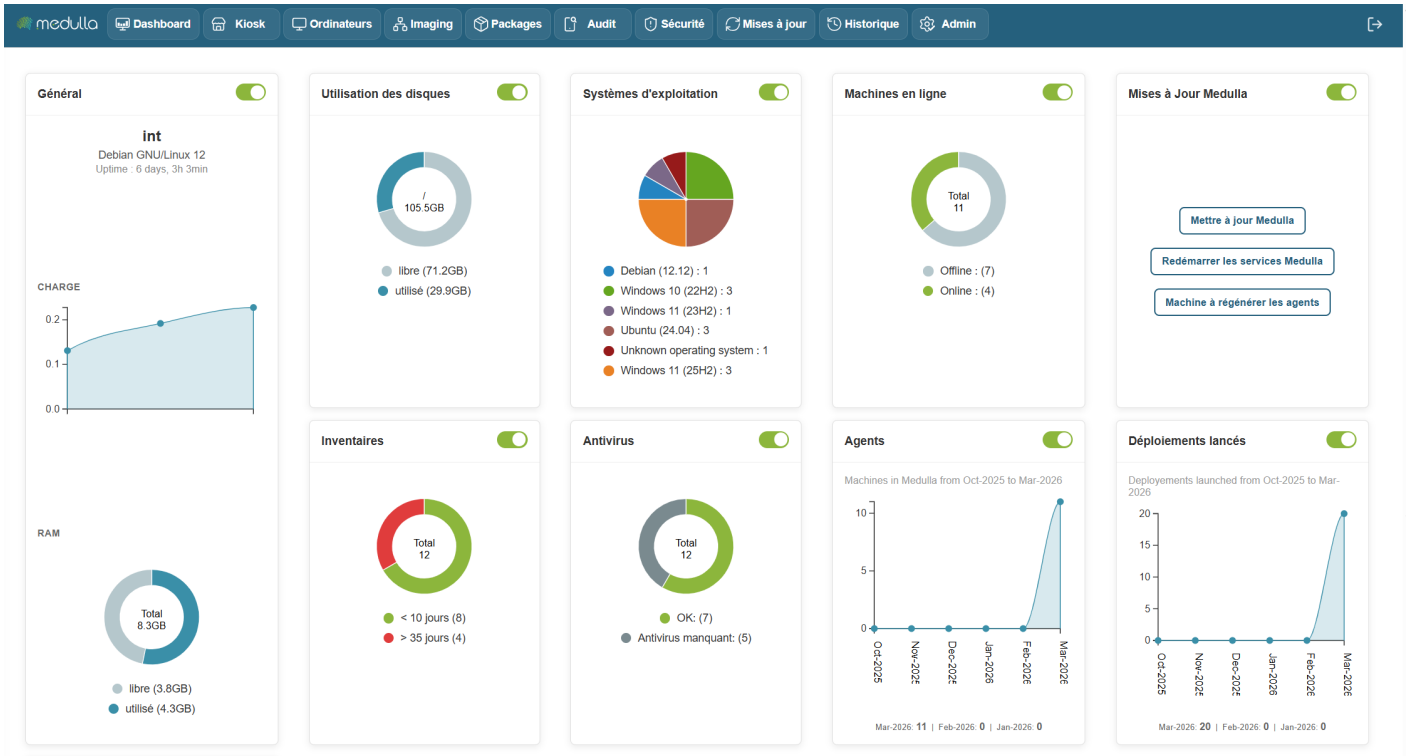 medulla
Dashboard
Kiosk
Ordinateurs
Imaging
Packages
Audit
Sécurité
Mises à jour
Historique
Admin
Général
int
Debian GNU/Linux 12
Uptime : 6 days, 3h 3min
CHARGE
0.2
0.1
0.0
RAM
Total
8.3GB
libre (3.8GB)
utilisé (4.3GB)
Utilisation des disques
/
105.5GB
libre (71.2GB)
utilisé (29.9GB)
Systèmes d'exploitation
Debian (12.12) : 1
Windows 10 (22H2) : 3
Windows 11 (23H2) : 1
Ubuntu (24.04) : 3
Unknown operating system : 1
Windows 11 (25H2) : 3
Machines en ligne
Total
11
Offline : (7)
Online : (4)
Mises à Jour Medulla
Mettre à jour Medulla
Redémarrer les services Medulla
Machine à régénérer les agents
Inventaires
Total
12
< 10 jours (8)
> 35 jours (4)
Antivirus
Total
12
OK: (7)
Antivirus manquant: (5)
Agents
Machines in Medulla from Oct-2025 to Mar-2026
10
5
0
Oct-2025
Nov-2025
Dec-2025
Jan-2026
Feb-2026
Mar-2026
Mar-2026: 11 | Feb-2026: 0 | Jan-2026: 0
Déploiements lancés
Deployements launched from Oct-2025 to Mar-
2026
20
15
10
5
0
Oct-2025
Nov-2025
Dec-2025
Jan-2026
Feb-2026
Mar-2026
Mar-2026: 20 | Feb-2026: 0 | Jan-2026: 0